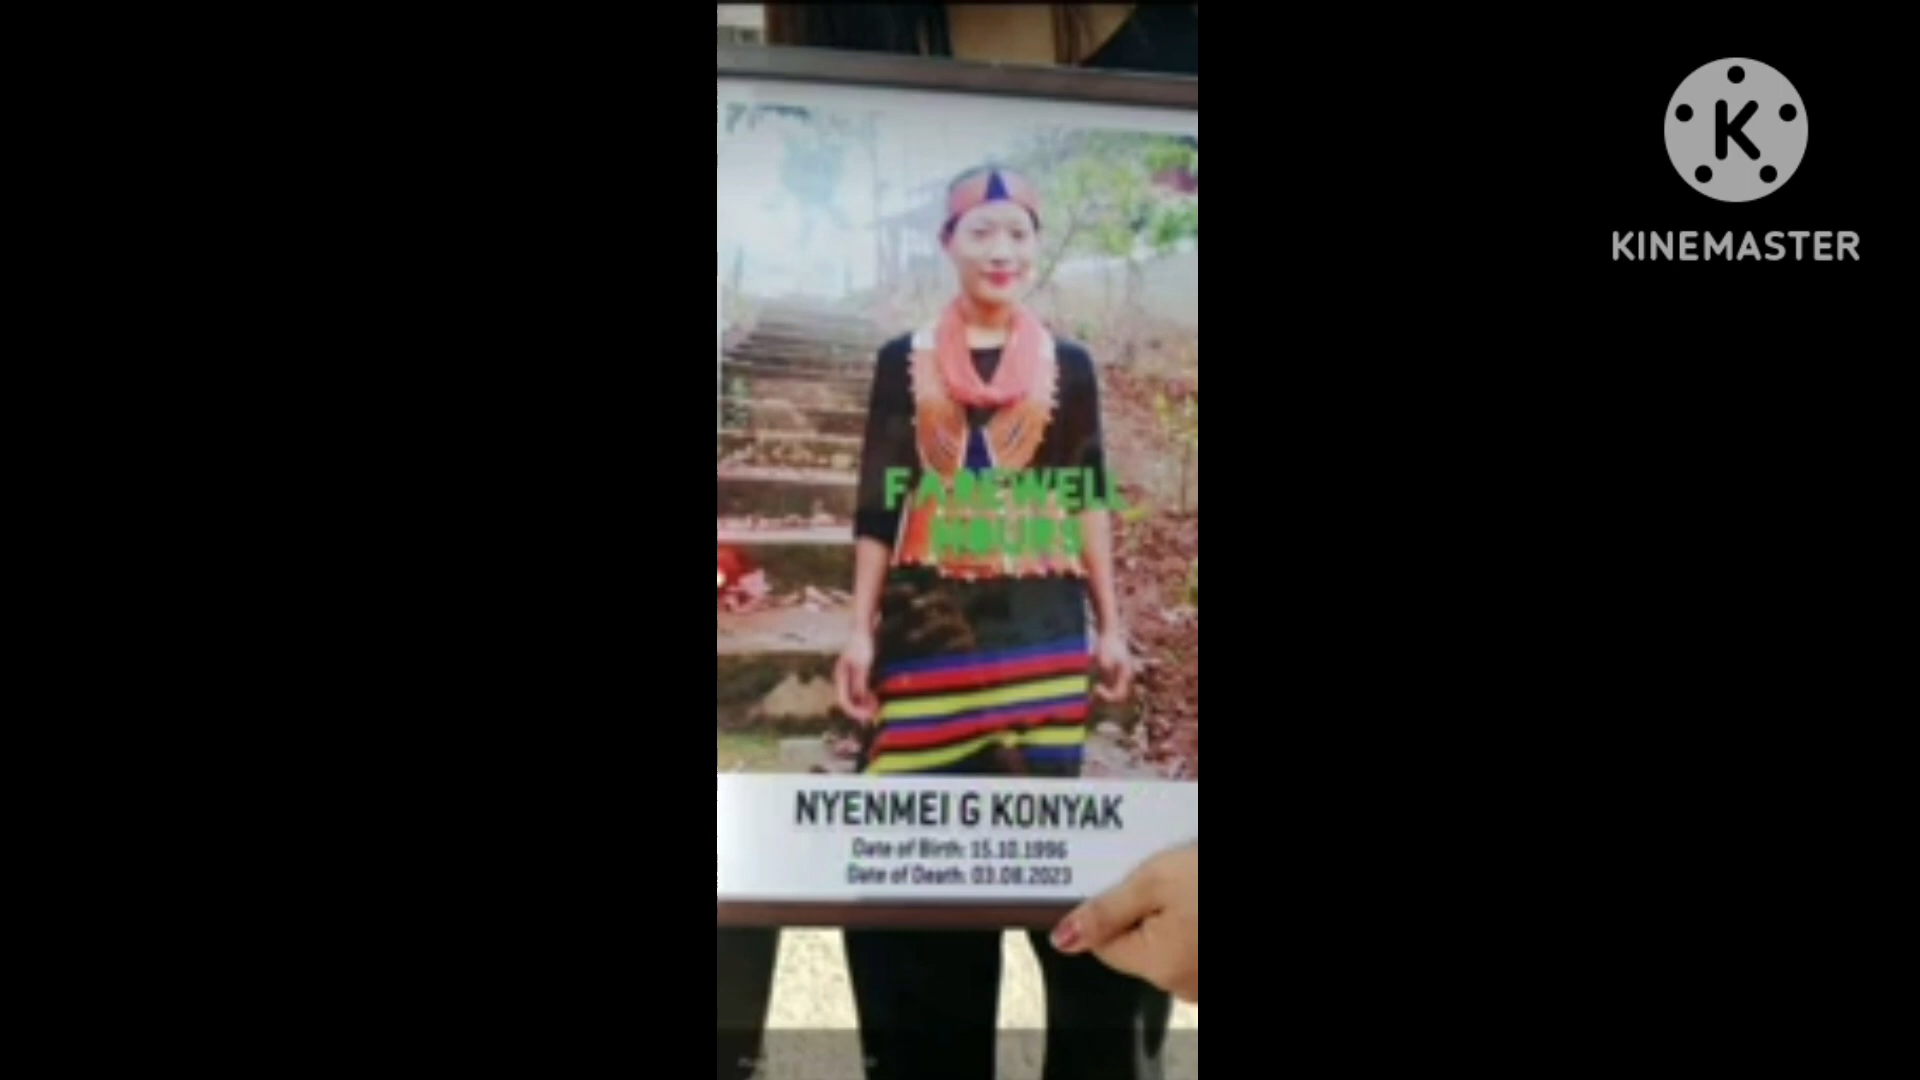 FAREWELL
HOURS
NYENMEI G KONYAK
Date of Birth: 15.10.1996
Date of Death: 03.08.2023
K
KINEMASTER